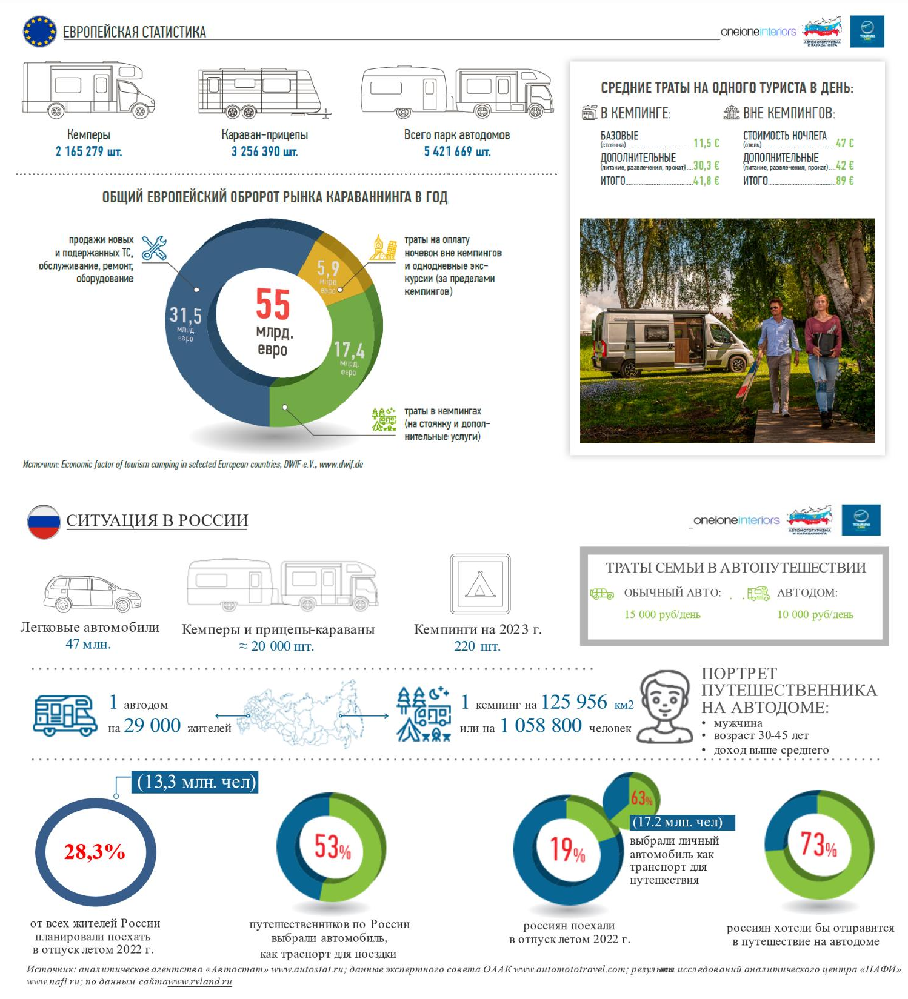 ЕВРОПЕЙСКАЯ СТАТИСТИКА
oneioneinteriors
АВТОМОТОТУРИЗМА
И КАРАВАНИНГА
TOURING
Кемперы
2 165 279 шт.
Караван-прицепы
3 256 390 шт.
Всего парк автодомов
5 421 669 шт.
СРЕДНИЕ ТРАТЫ НА ОДНОГО ТУРИСТА В ДЕНЬ:
В КЕМПИНГЕ:
БАЗОВЫЕ
(стоянка)...11,5 €
ДОПОЛНИТЕЛЬНЫЕ
(питание, развлечения, прокат)...30,3 €
ИТОГО...41,8 €
ВНЕ КЕМПИНГОВ:
СТОИМОСТЬ НОЧЛЕГА
(отель)...47 €
ДОПОЛНИТЕЛЬНЫЕ
(питание, развлечения, прокат)...42 €
ИТОГО...89 €
ОБЩИЙ ЕВРОПЕЙСКИЙ ОБРОРОТ РЫНКА КАРАВАННИНГА В ГОД
продажи новых
и подержанных ТС,
обслуживание, ремонт,
оборудование
31,5
млрд
евро
55
млрд.
евро
5,9
млрд
евро
траты на оплату
ночевок вне кемпингов
и однодневные экс-
курсии (за пределами
кемпингов)
17,4
млрд.
евро
траты в кемпингах
(на стоянку и допол-
нительные услуги)
Источник: Economic factor of tourism camping in selected European countries, DWIF e.V., www.dwif.de
СИТУАЦИЯ В РОССИИ
oneioneinteriors
АВТОМОТОТУРИЗМА
И КАРАВАНИНГА
TOURING
Легковые автомобили
47 млн.
Кемперы и прицепы-караваны
≈ 20 000 шт.
Кемпинги на 2023 г.
220 шт.
ТРАТЫ СЕМЬИ В АВТОПУТЕШЕСТВИИ
ОБЫЧНЫЙ АВТО:
15 000 руб/день
АВТОДОМ:
10 000 руб/день
1 автодом
на 29 000 жителей
1 кемпинг на 125 956 км2
или на 1 058 800 человек
ПОРТРЕТ
ПУТЕШЕСТВЕННИКА
НА АВТОДОМЕ:
• мужчина
• возраст 30-45 лет
• доход выше среднего
(13,3 млн. чел)
28,3%
от всех жителей России
планировали поехать
в отпуск летом 2022 г.
53%
путешественников по России
выбрали автомобиль,
как траспорт для поездки
19%
россиян поехали
в отпуск летом 2022 г.
63%
(17.2 млн. чел)
выбрали личный
автомобиль как
транспорт для
путешествия
73%
россиян хотели бы отправится
в путешествие на автодоме
Источник: аналитическое агентство «Автостат» www.autostat.ru; данные экспертного совета ОААК www.automototravel.com; результаты исследований аналитического центра «НАФИ»
www.nafi.ru; по данным сайта www.rvland.ru